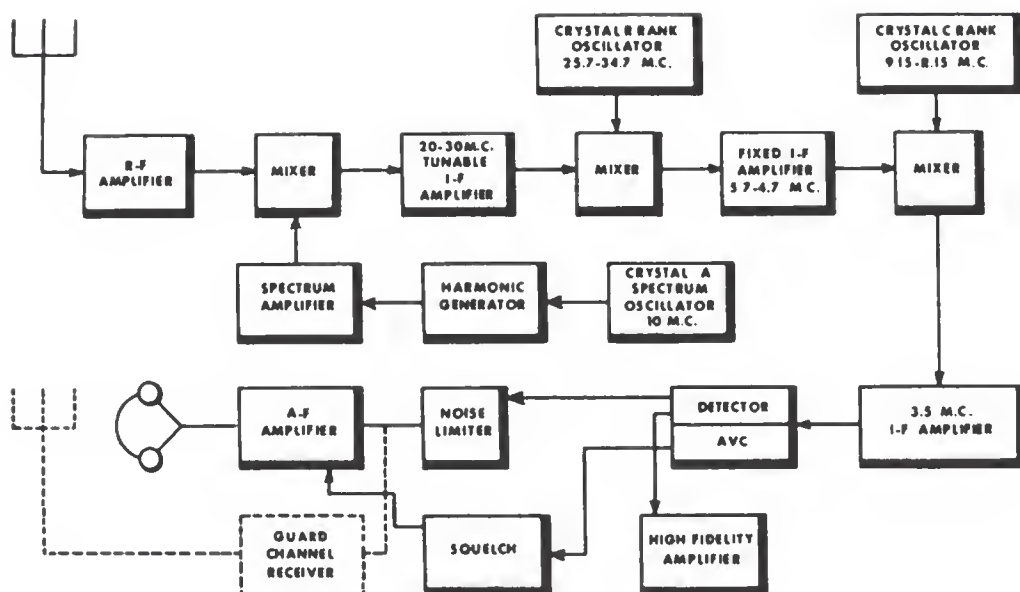 CRYSTAL B BANK
OSCILLATOR
25.7-34.7 M.C.
CRYSTAL C BANK
OSCILLATOR
9.15-8.15 M.C.
R-F
AMPLIFIER
MIXER
20-30 M.C.
TUNABLE
I-F
AMPLIFIER
MIXER
FIXED I-F
AMPLIFIER
5.7-4.7 M.C.
MIXER
SPECTRUM
AMPLIFIER
HARMONIC
GENERATOR
CRYSTAL A
SPECTRUM
OSCILLATOR
10 M.C.
A-F
AMPLIFIER
NOISE
LIMITER
DETECTOR
AVC
3.5 M.C.
I-F AMPLIFIER
GUARD
CHANNEL
RECEIVER
SQUELCH
HIGH FIDELITY
AMPLIFIER